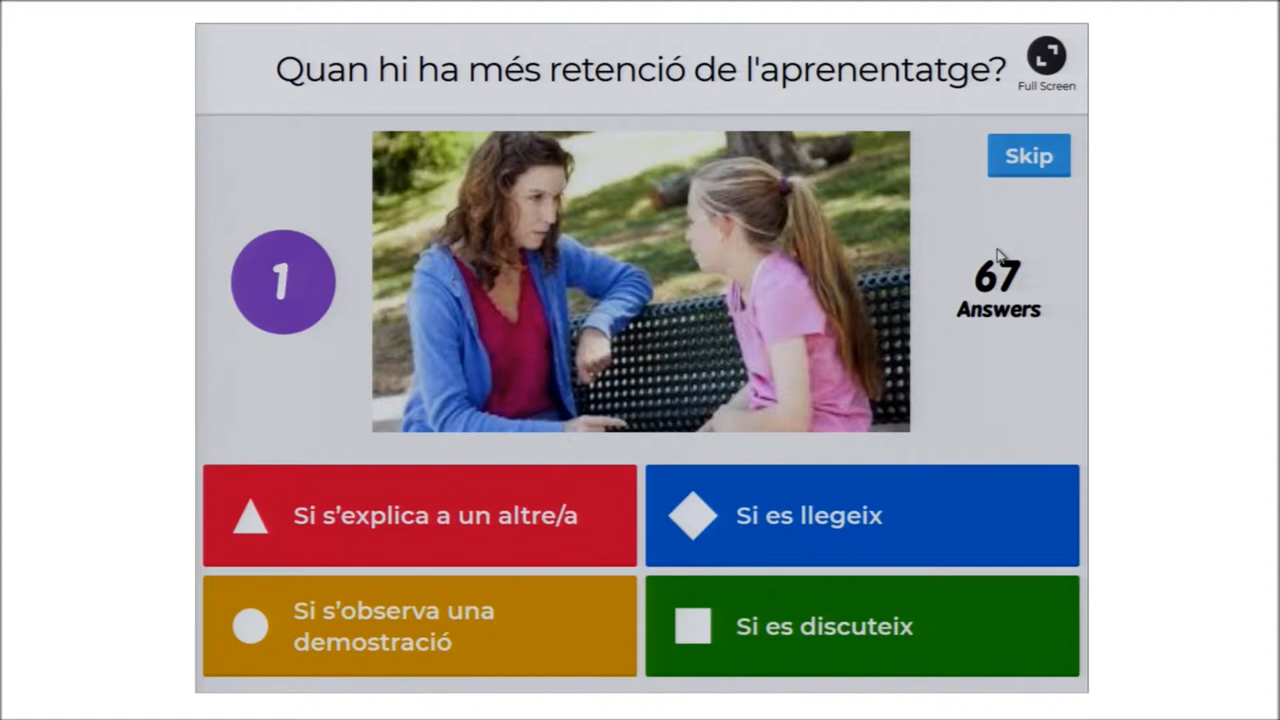 Quan hi ha més retenció de l'aprenentatge?
Full Screen
Skip
1
67
Answers
Si s’explica a un altre/a
Si es llegeix
Si s’observa una
demostració
Si es discuteix